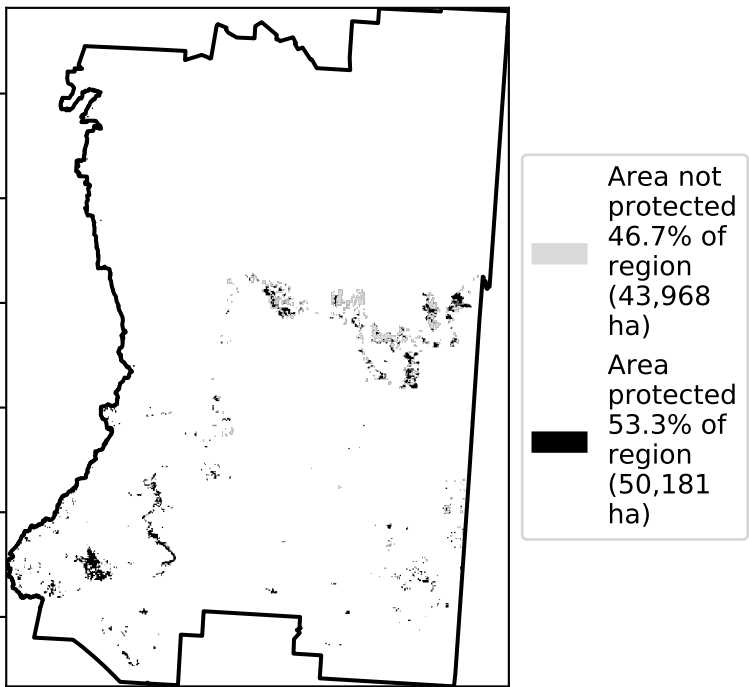 Area not
protected
46.7% of
region
(43,968
ha)
Area
protected
53.3% of
region
(50,181
ha)